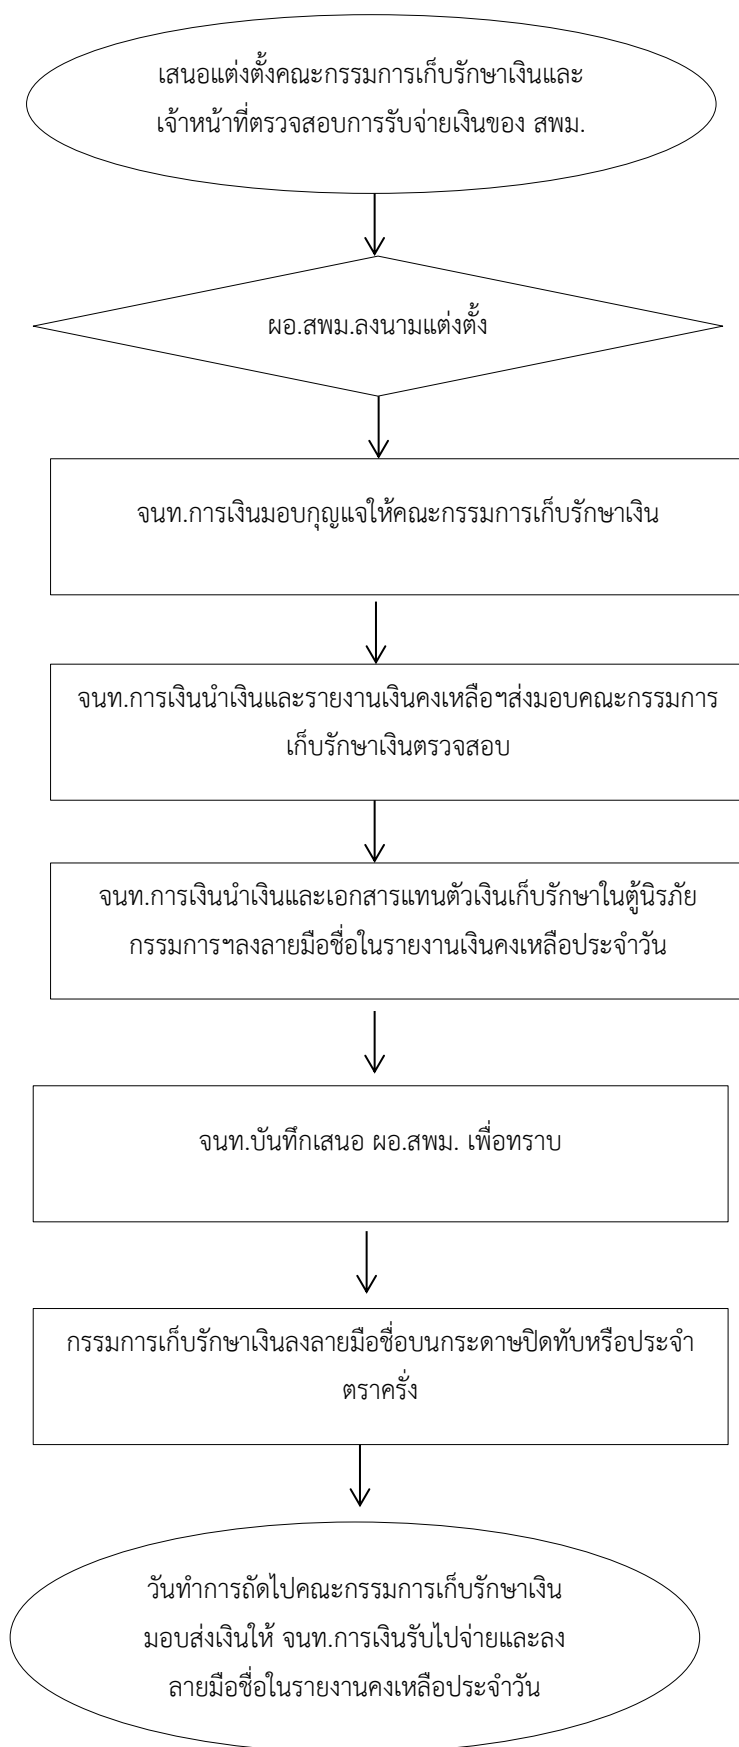 เสนอแต่งตั้งคณะกรรมการเก็บรักษาเงินและ
เจ้าหน้าที่ตรวจสอบการรับจ่ายเงินของ สพม.
ผอ.สพม.ลงนามแต่งตั้ง
จนท.การเงินมอบกุญแจให้คณะกรรมการเก็บรักษาเงิน
จนท.การเงินนำเงินและรายงานเงินคงเหลือฯส่งมอบคณะกรรมการ
เก็บรักษาเงินตรวจสอบ
จนท.การเงินนำเงินและเอกสารแทนตัวเงินเก็บรักษาในตู้นิรภัย
กรรมการฯลงลายมือชื่อในรายงานเงินคงเหลือประจำวัน
จนท.บันทึกเสนอ ผอ.สพม. เพื่อทราบ
กรรมการเก็บรักษาเงินลงลายมือชื่อบนกระดาษปิดทับหรือประจำ
ตราครั่ง
วันทำการถัดไปคณะกรรมการเก็บรักษาเงิน
มอบส่งเงินให้ จนท.การเงินรับไปจ่ายและลง
ลายมือชื่อในรายงานคงเหลือประจำวัน